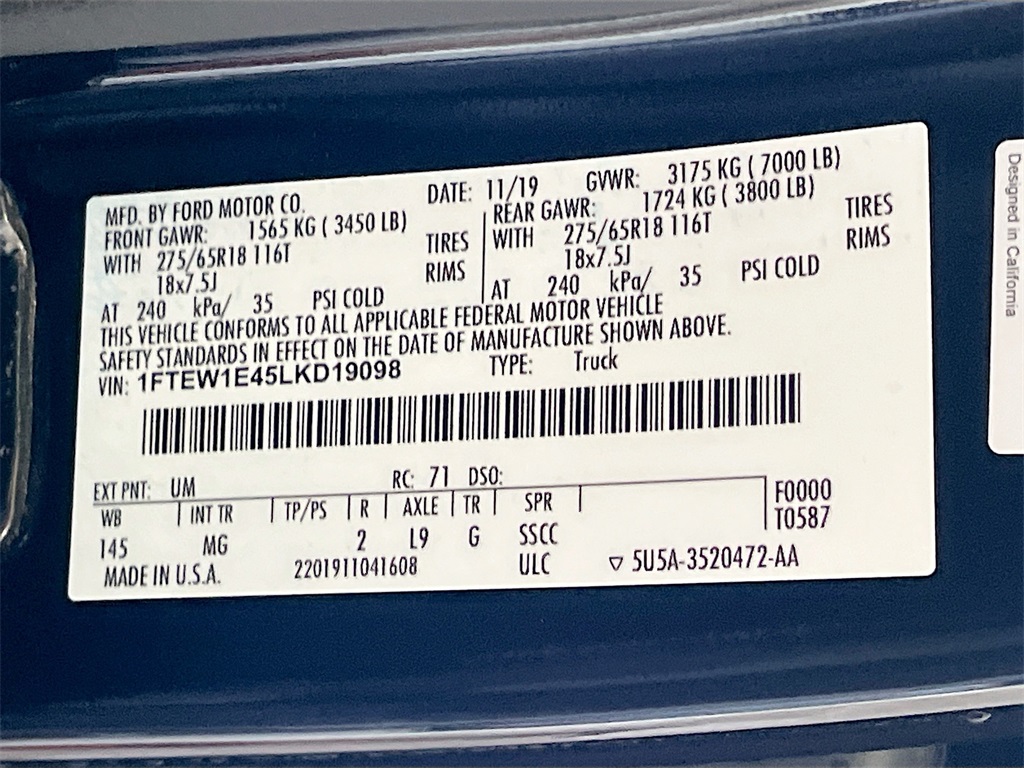 MFD. BY FORD MOTOR CO. DATE: 11/19 GVWR: 3175 KG ( 7000 LB)
FRONT GAWR: 1565 KG ( 3450 LB) REAR GAWR: 1724 KG ( 3800 LB)
WITH 275/65R18 116T TIRES WITH 275/65R18 116T TIRES
18x7.5J RIMS 18x7.5J RIMS
AT 240 kPa/ 35 PSI COLD AT 240 kPa/ 35 PSI COLD
THIS VEHICLE CONFORMS TO ALL APPLICABLE FEDERAL MOTOR VEHICLE
SAFETY STANDARDS IN EFFECT ON THE DATE OF MANUFACTURE SHOWN ABOVE.
VIN: 1FTEW1E45LKD19098 TYPE: Truck
EXT PNT: UM RC: 71 DSO:
WB INT TR TP/PS R AXLE TR SPR F0000
T0587
145 MG 2 L9 G SSCC
MADE IN U.S.A. 2201911041608 ULC ▽ 5U5A-3520472-AA
Designed in California